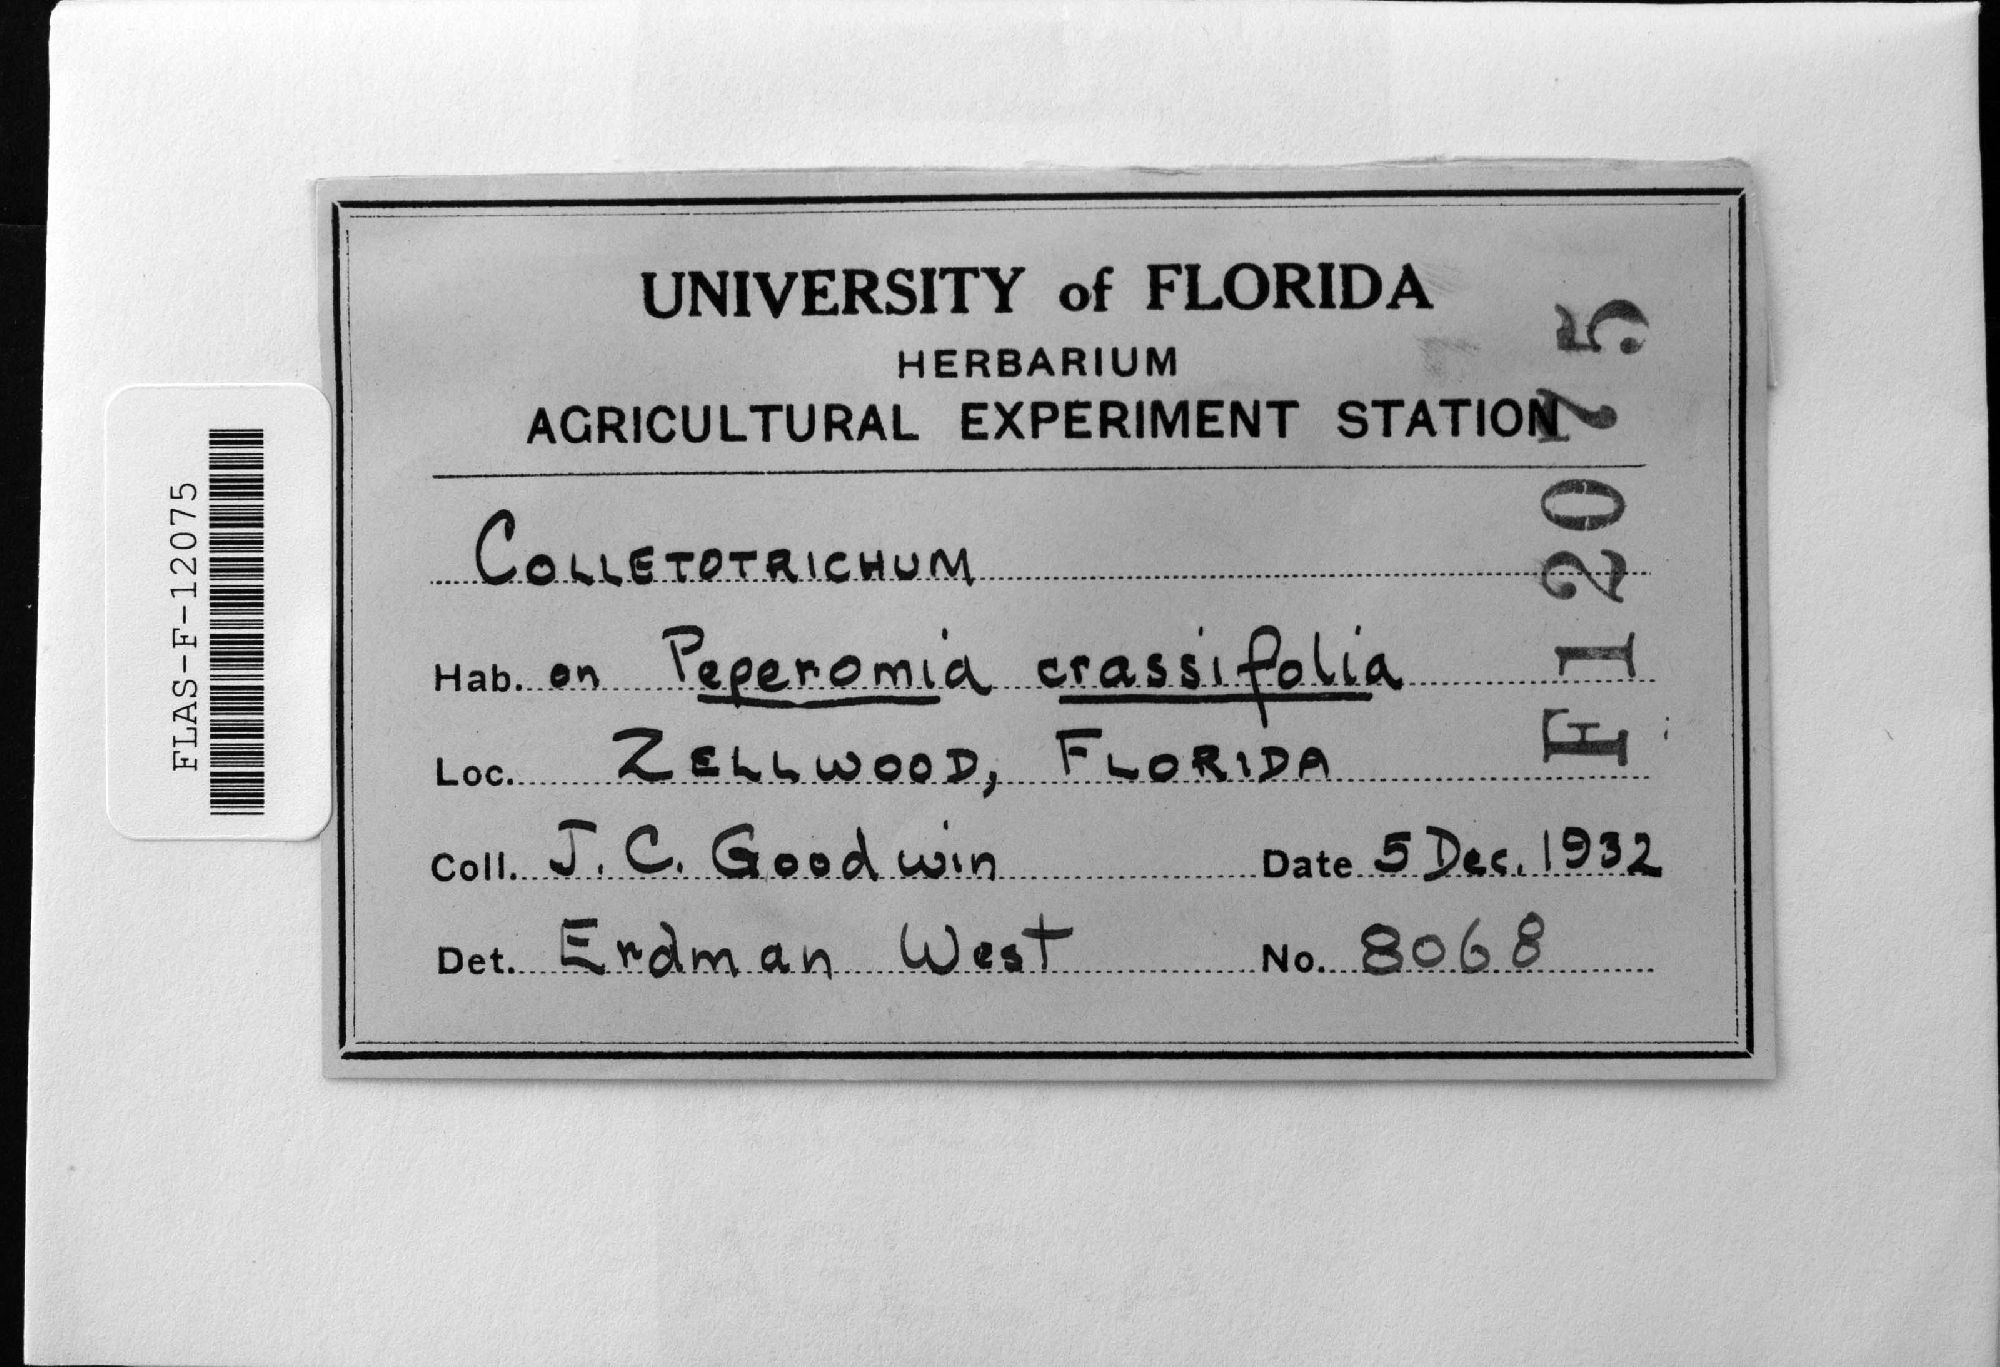 UNIVERSITY of FLORIDA
HERBARIUM
AGRICULTURAL EXPERIMENT STATION
COLLETOTRICHUM
Hab. on Peperomia crassifolia
Loc. ZELLWOOD, FLORIDA
Coll. J. C. Goodwin Date 5 Dec. 1932
Det. Erdman West No. 8068
F 12075
FLAS-F-12075